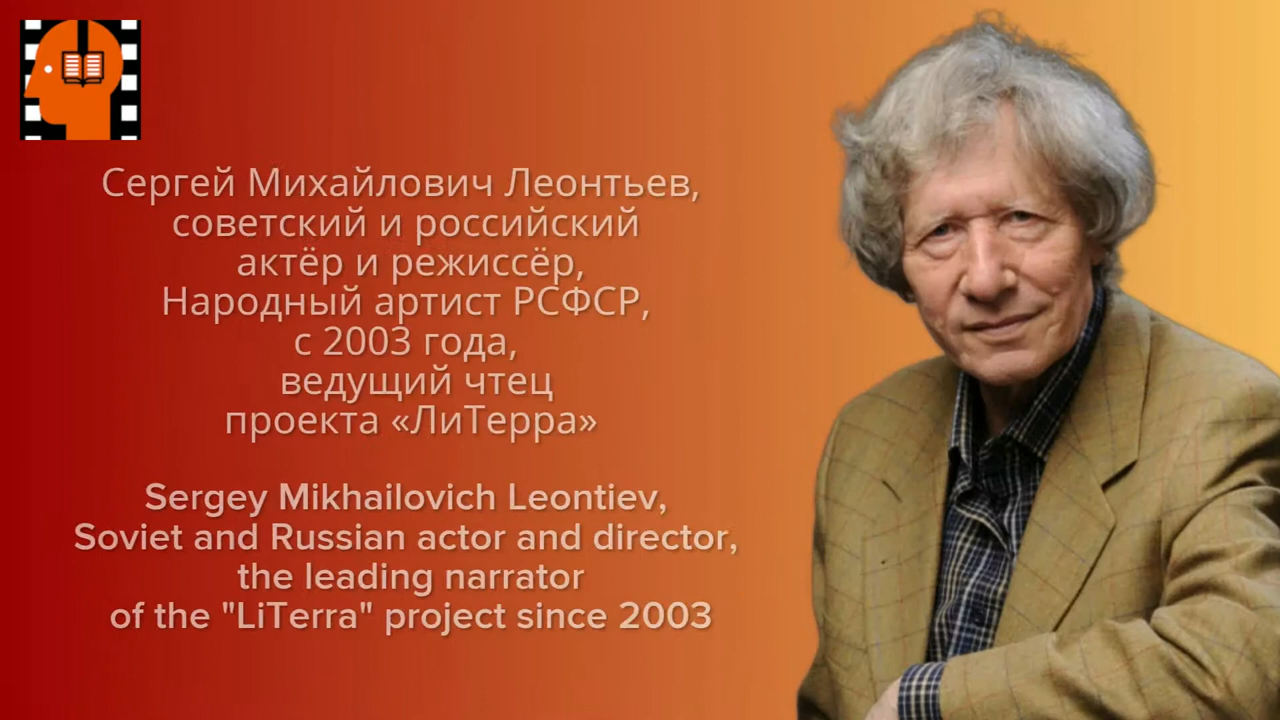 Сергей Михайлович Леонтьев,
советский и российский
актёр и режиссёр,
Народный артист РСФСР,
с 2003 года,
ведущий чтец
проекта «ЛиТерра»
Sergey Mikhailovich Leontiev,
Soviet and Russian actor and director,
the leading narrator
of the "LiTerra" project since 2003